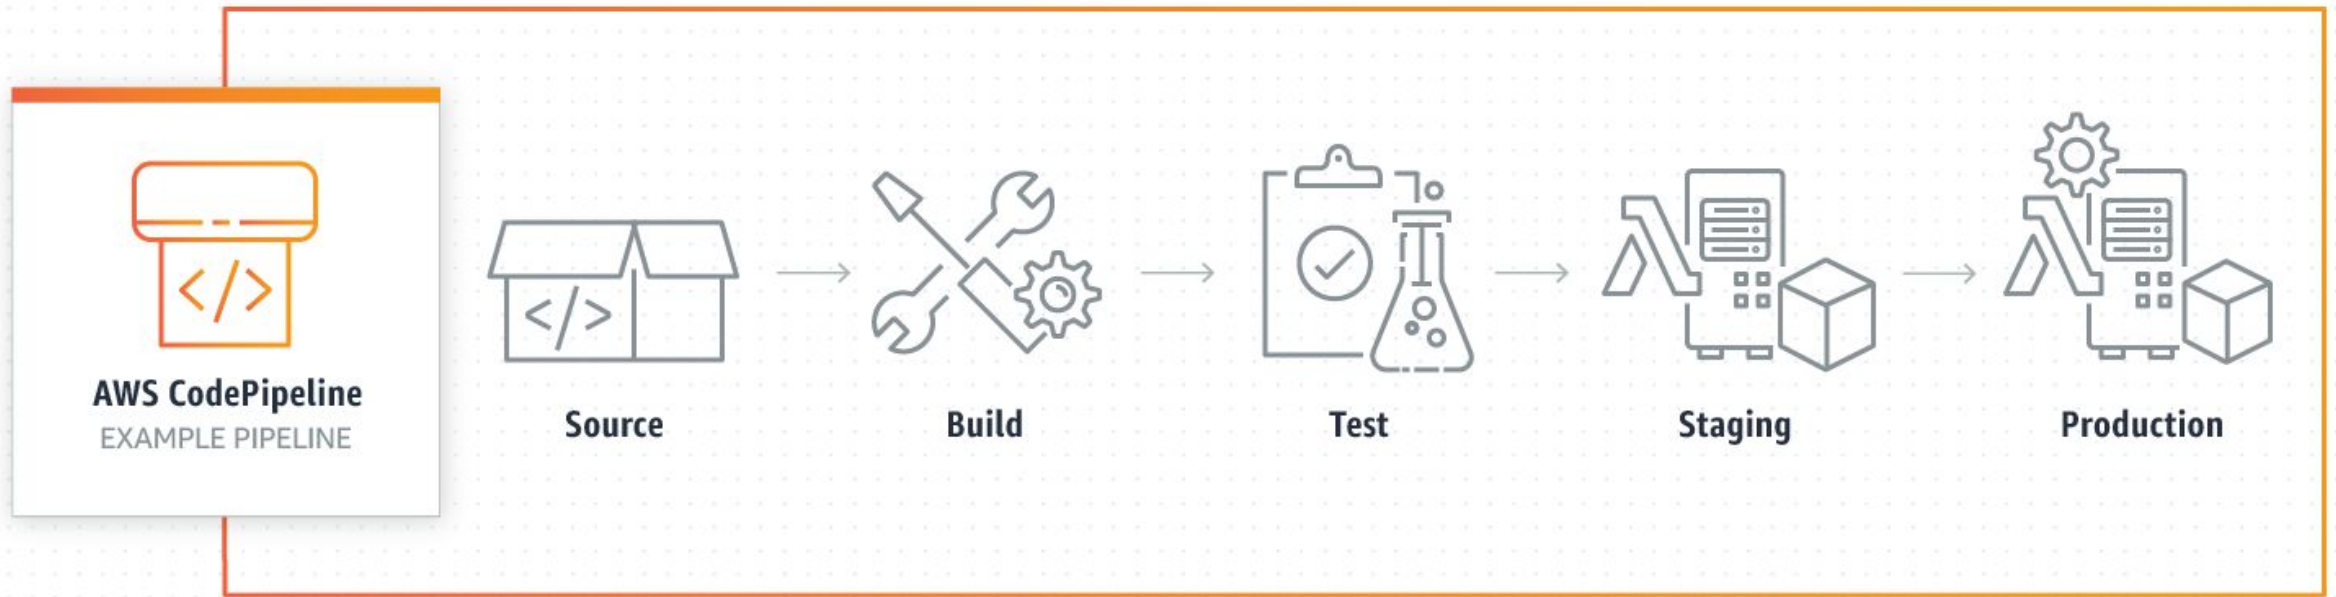 AWS CodePipeline
EXAMPLE PIPELINE
Source
Build
Test
Staging
Production